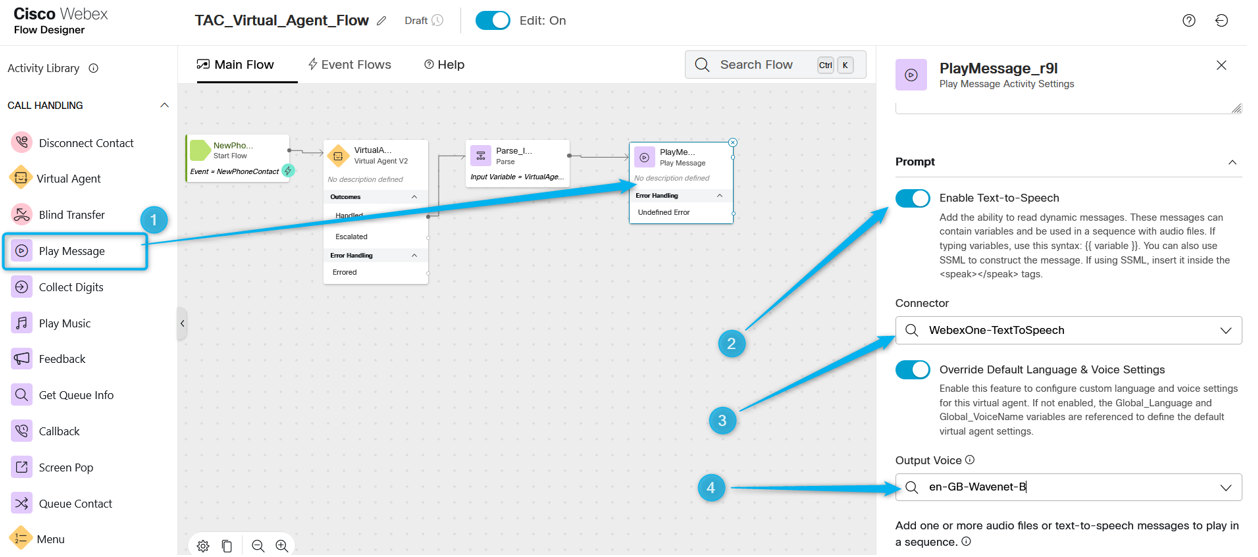 Cisco Webex
Flow Designer
TAC_Virtual_Agent_Flow
Draft
Edit: On
Activity Library
CALL HANDLING
Disconnect Contact
Virtual Agent
Blind Transfer
1
Play Message
Collect Digits
Play Music
Feedback
Get Queue Info
Callback
Screen Pop
Queue Contact
Menu
Main Flow
Event Flows
Help
Search Flow
Ctrl
K
NewPho...
Start Flow
Event = NewPhoneContact
VirtualA...
Virtual Agent V2
No description defined
Outcomes
Handled
Escalated
Error Handling
Errored
Parse_I...
Parse
Input Variable = VirtualAge...
PlayMe...
Play Message
No description defined
Error Handling
Undefined Error
2
3
4
PlayMessage_r9l
Play Message Activity Settings
Prompt
Enable Text-to-Speech
Add the ability to read dynamic messages. These messages can
contain variables and be used in a sequence with audio files. If
typing variables, use this syntax: {{ variable }}. You can also use
SSML to construct the message. If using SSML, insert it inside the
<speak></speak> tags.
Connector
WebexOne-TextToSpeech
Override Default Language & Voice Settings
Enable this feature to configure custom language and voice settings
for this virtual agent. If not enabled, the Global_Language and
Global_VoiceName variables are referenced to define the default
virtual agent settings.
Output Voice
en-GB-Wavenet-B
Add one or more audio files or text-to-speech messages to play in
a sequence.